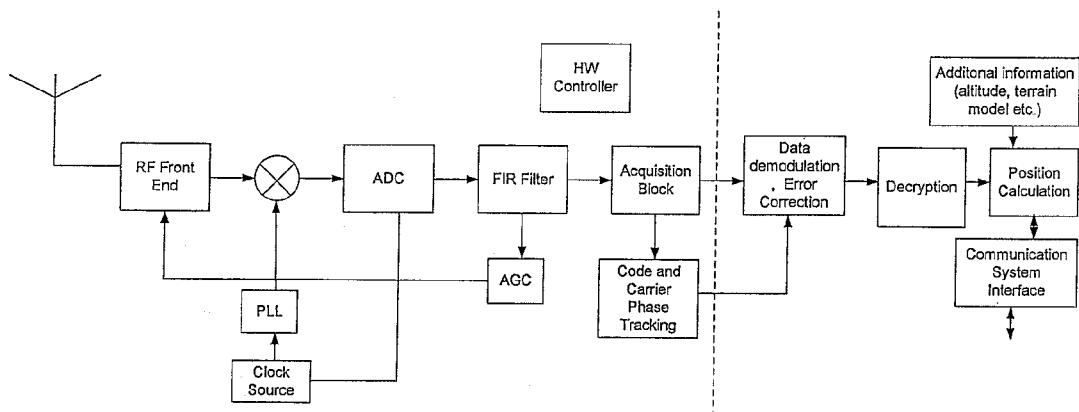 HW
Controller
Additonal information
(altitude, terrain
model etc.)
RF Front
End
ADC
FIR Filter
Acquisition
Block
Data
demodulation
, Error
Correction
Decryption
Position
Calculation
AGC
Code and
Carrier
Phase
Tracking
Communication
System
Interface
PLL
Clock
Source